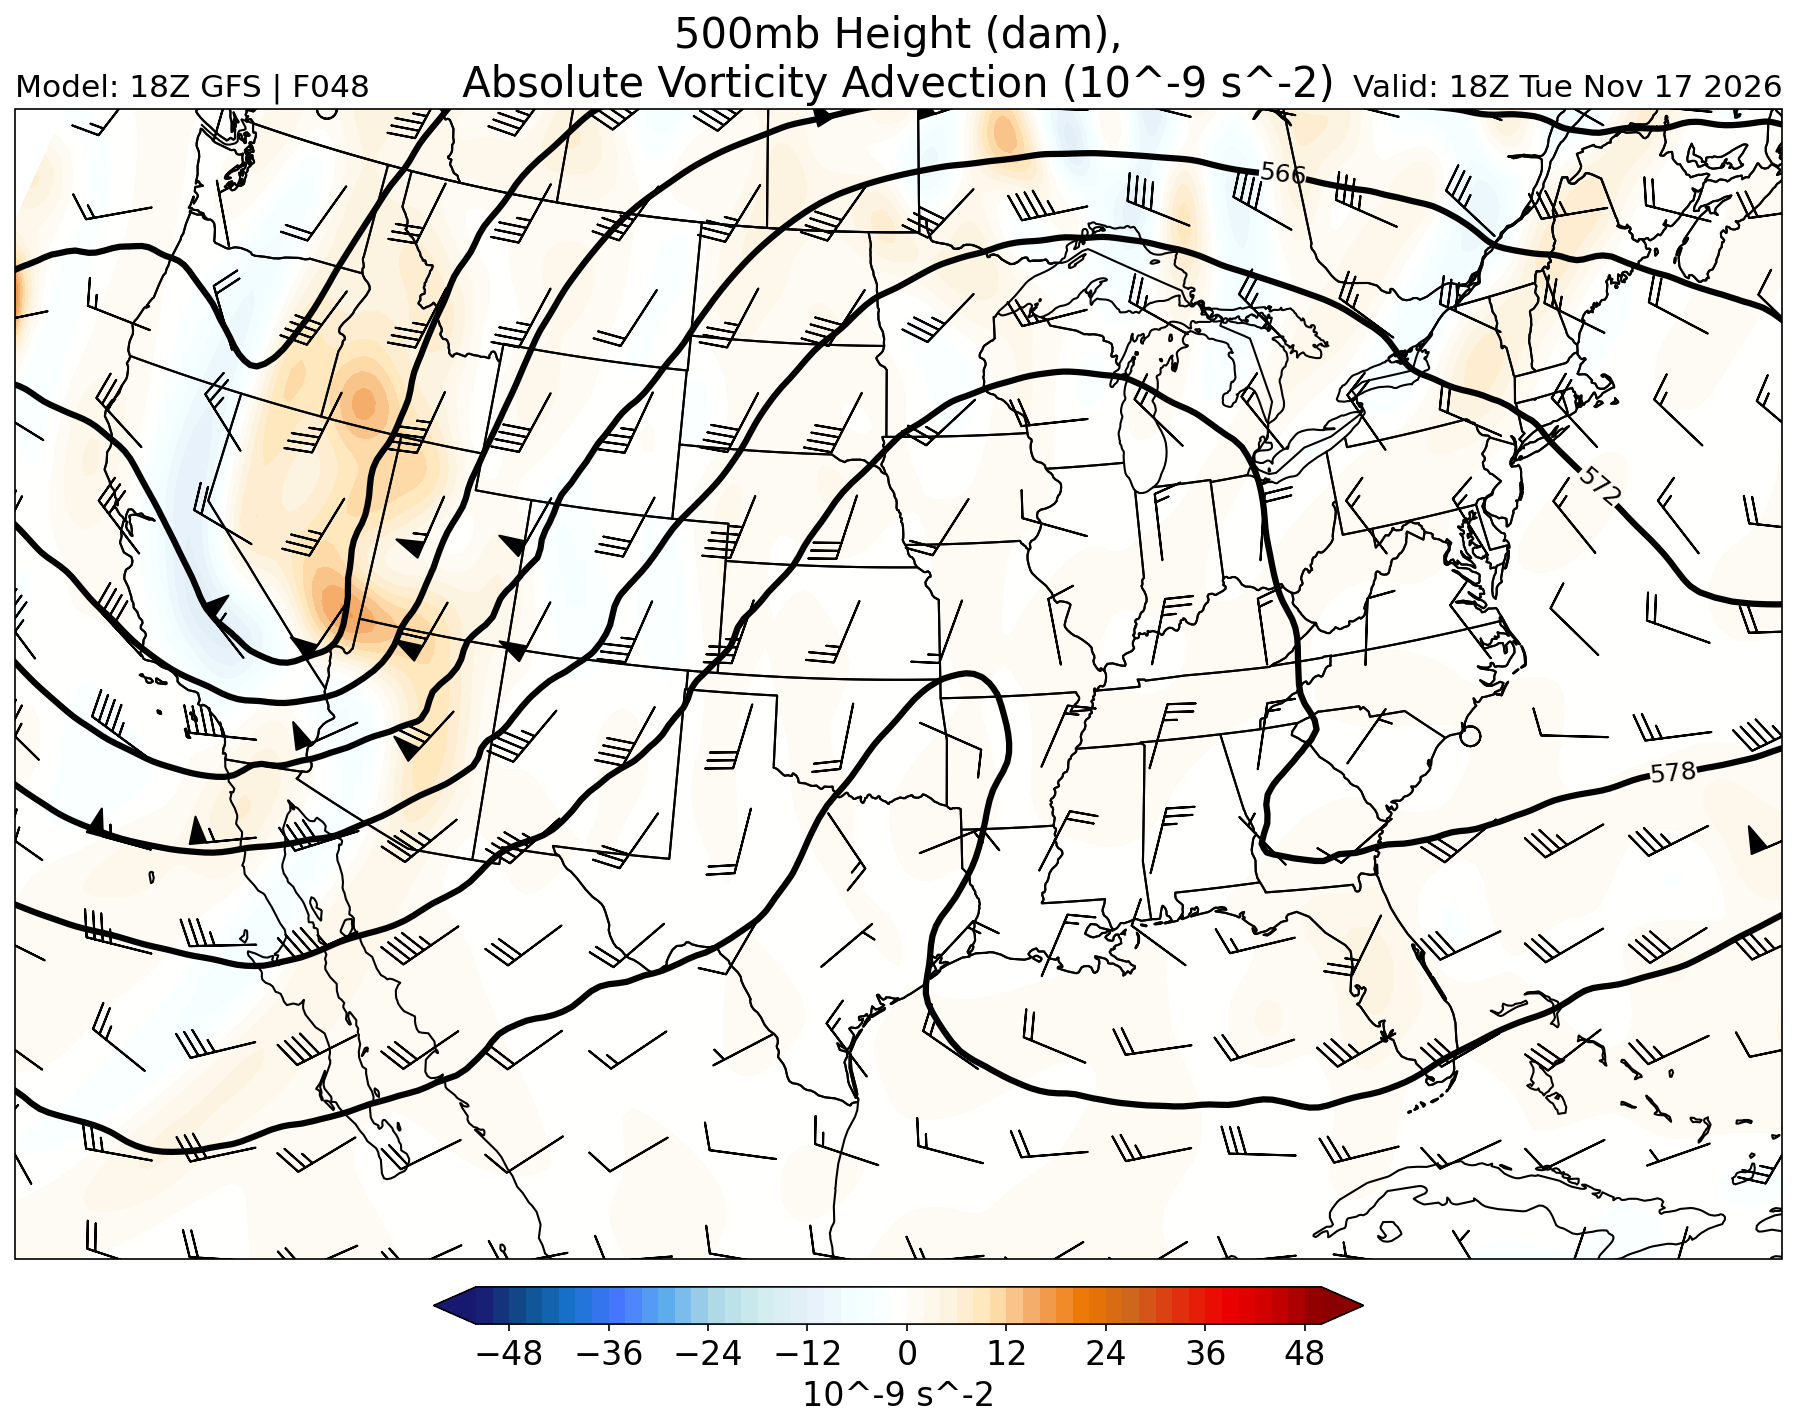 500mb Height (dam),
Model: 18Z GFS | F048
Absolute Vorticity Advection (10^-9 s^-2)
Valid: 18Z Tue Nov 17 2026
566
572
578
−48 −36 −24 −12 0 12 24 36 48
10^-9 s^-2